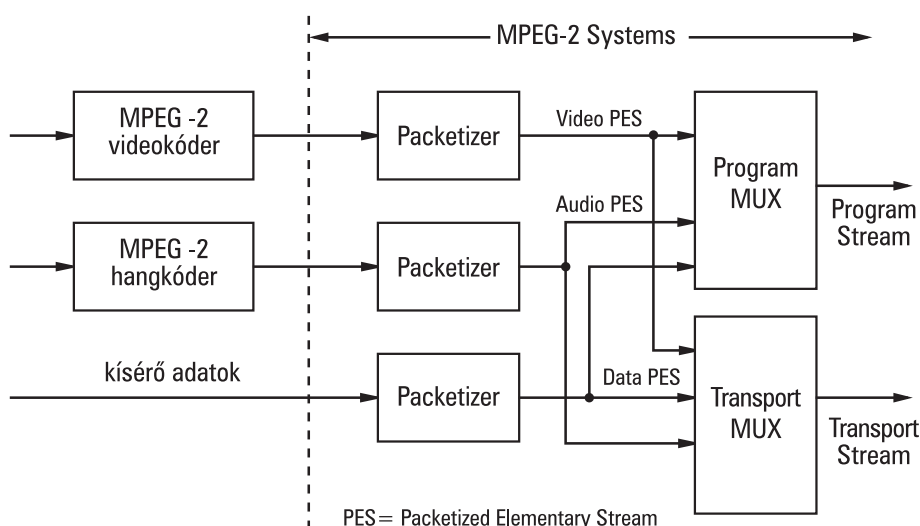 MPEG-2 Systems
MPEG -2
videokóder
Packetizer
Video PES
Program
MUX
Program
Stream
MPEG -2
hangkóder
Packetizer
Audio PES
kísérő adatok
Packetizer
Data PES
Transport
MUX
Transport
Stream
PES= Packetized Elementary Stream